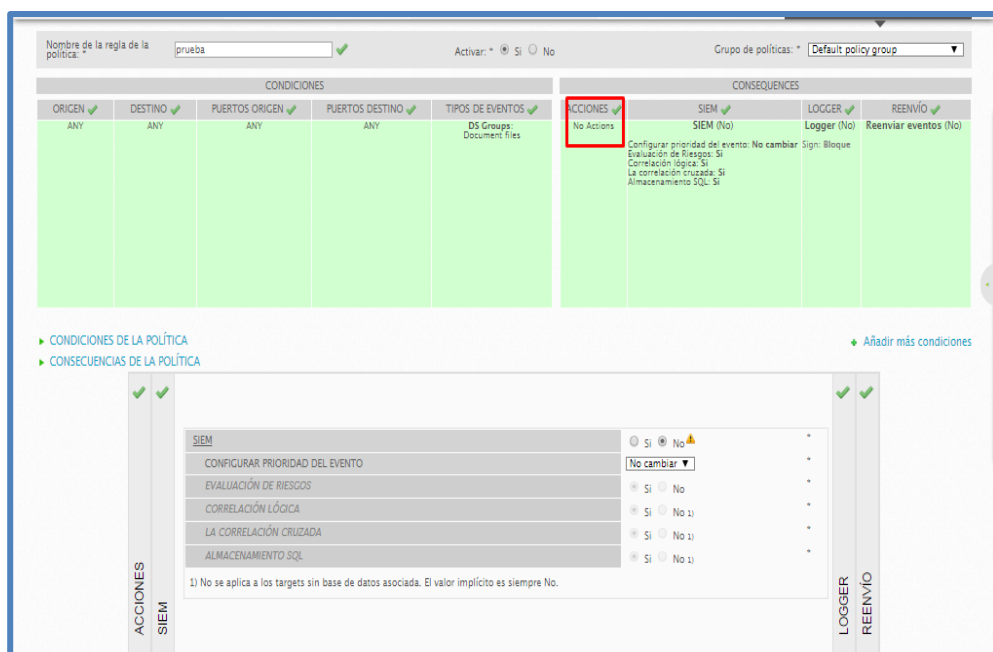 Nombre de la regla de la política: * prueba Activar: * Si No Grupo de políticas: * Default policy group
CONDICIONES CONSEQUENCES
ORIGEN DESTINO PUERTOS ORIGEN PUERTOS DESTINO TIPOS DE EVENTOS ACCIONES SIEM LOGGER REENVÍO
ANY ANY ANY ANY DS Groups: No Actions SIEM (No) Logger (No) Reenviar eventos (No)
Document files
Configurar prioridad del evento: No cambiar Sign: Bloque
Evaluación de Riesgos: Si
Correlación lógica: Si
La correlación cruzada: Si
Almacenamiento SQL: Si
CONDICIONES DE LA POLÍTICA Añadir más condiciones
CONSECUENCIAS DE LA POLÍTICA
SIEM Si No *
CONFIGURAR PRIORIDAD DEL EVENTO No cambiar *
EVALUACIÓN DE RIESGOS Si No *
CORRELACIÓN LÓGICA Si No 1) *
LA CORRELACIÓN CRUZADA Si No 1) *
ALMACENAMIENTO SQL Si No 1) *
1) No se aplica a los targets sin base de datos asociada. El valor implícito es siempre No.
ACCIONES
SIEM
LOGGER
REENVÍO